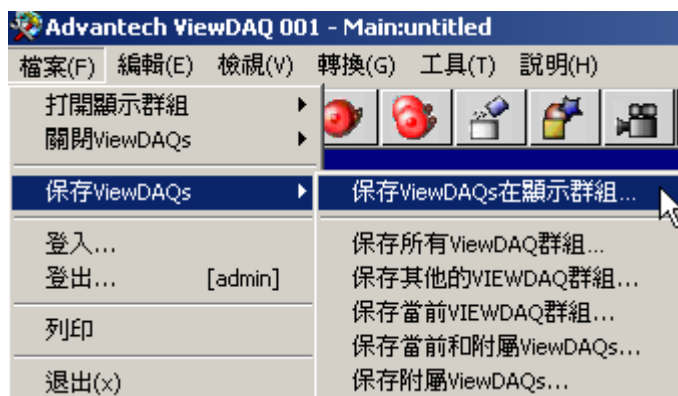 Advantech ViewDAQ 001 - Main:untitled
檔案(F) 編輯(E) 檢視(V) 轉換(G) 工具(T) 說明(H)
打開顯示群組
關閉ViewDAQs
保存ViewDAQs
登入...
登出... [admin]
列印
退出(x)
保存ViewDAQs在顯示群組...
保存所有ViewDAQ群組...
保存其他的VIEWDAQ群組...
保存當前VIEWDAQ群組...
保存當前和附屬ViewDAQs...
保存附屬ViewDAQs...